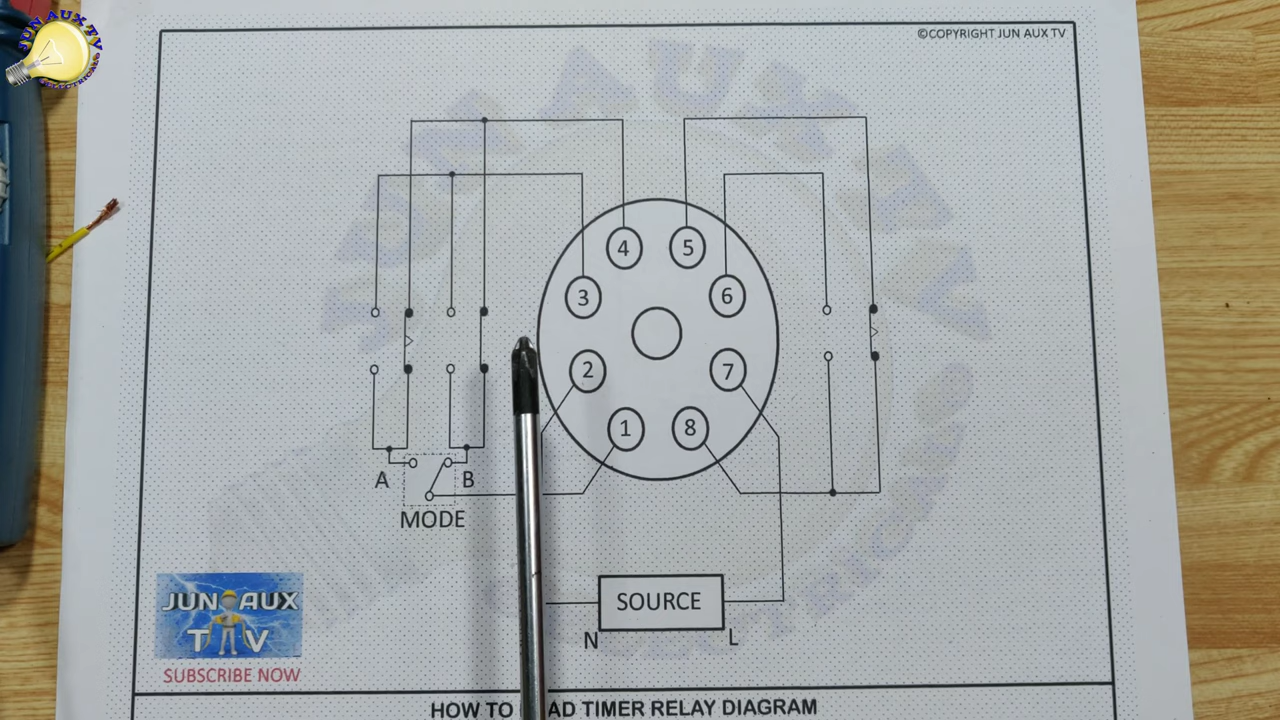 JUN AUX TV
ELECTRICAL
©COPYRIGHT JUN AUX TV
4
5
3
6
2
7
1
8
A
B
MODE
SOURCE
N
L
JUN AUX
TV
SUBSCRIBE NOW
HOW TO AD TIMER RELAY DIAGRAM